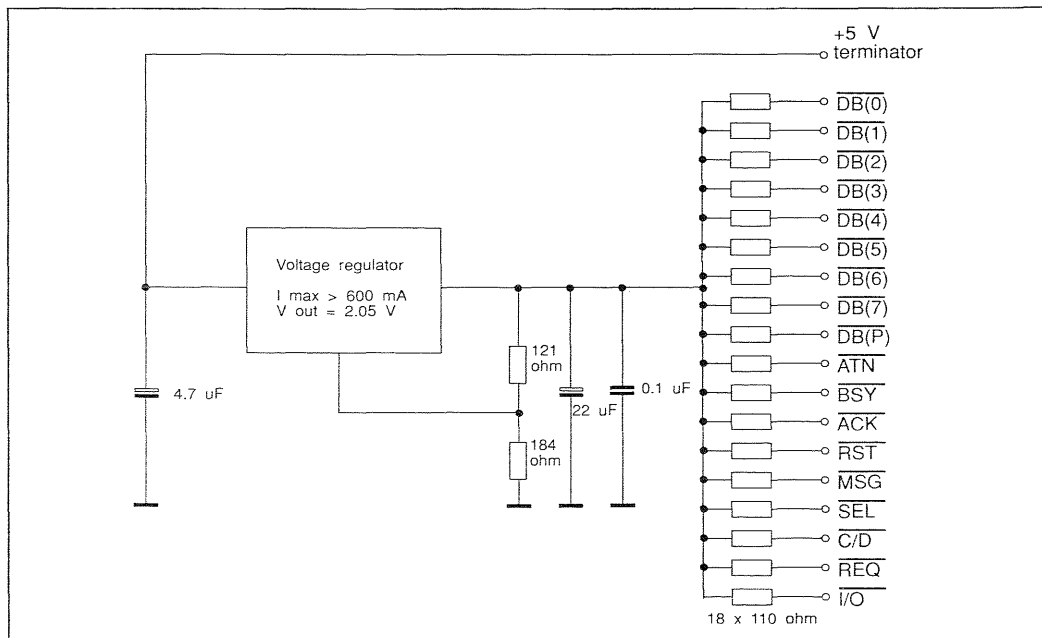 +5 V
terminator
DB(0)
DB(1)
DB(2)
DB(3)
DB(4)
DB(5)
DB(6)
DB(7)
DB(P)
ATN
BSY
ACK
RST
MSG
SEL
C/D
REQ
I/O
Voltage regulator
I max > 600 mA
V out = 2.05 V
4.7 uF
121
ohm
184
ohm
22 uF
0.1 uF
18 x 110 ohm